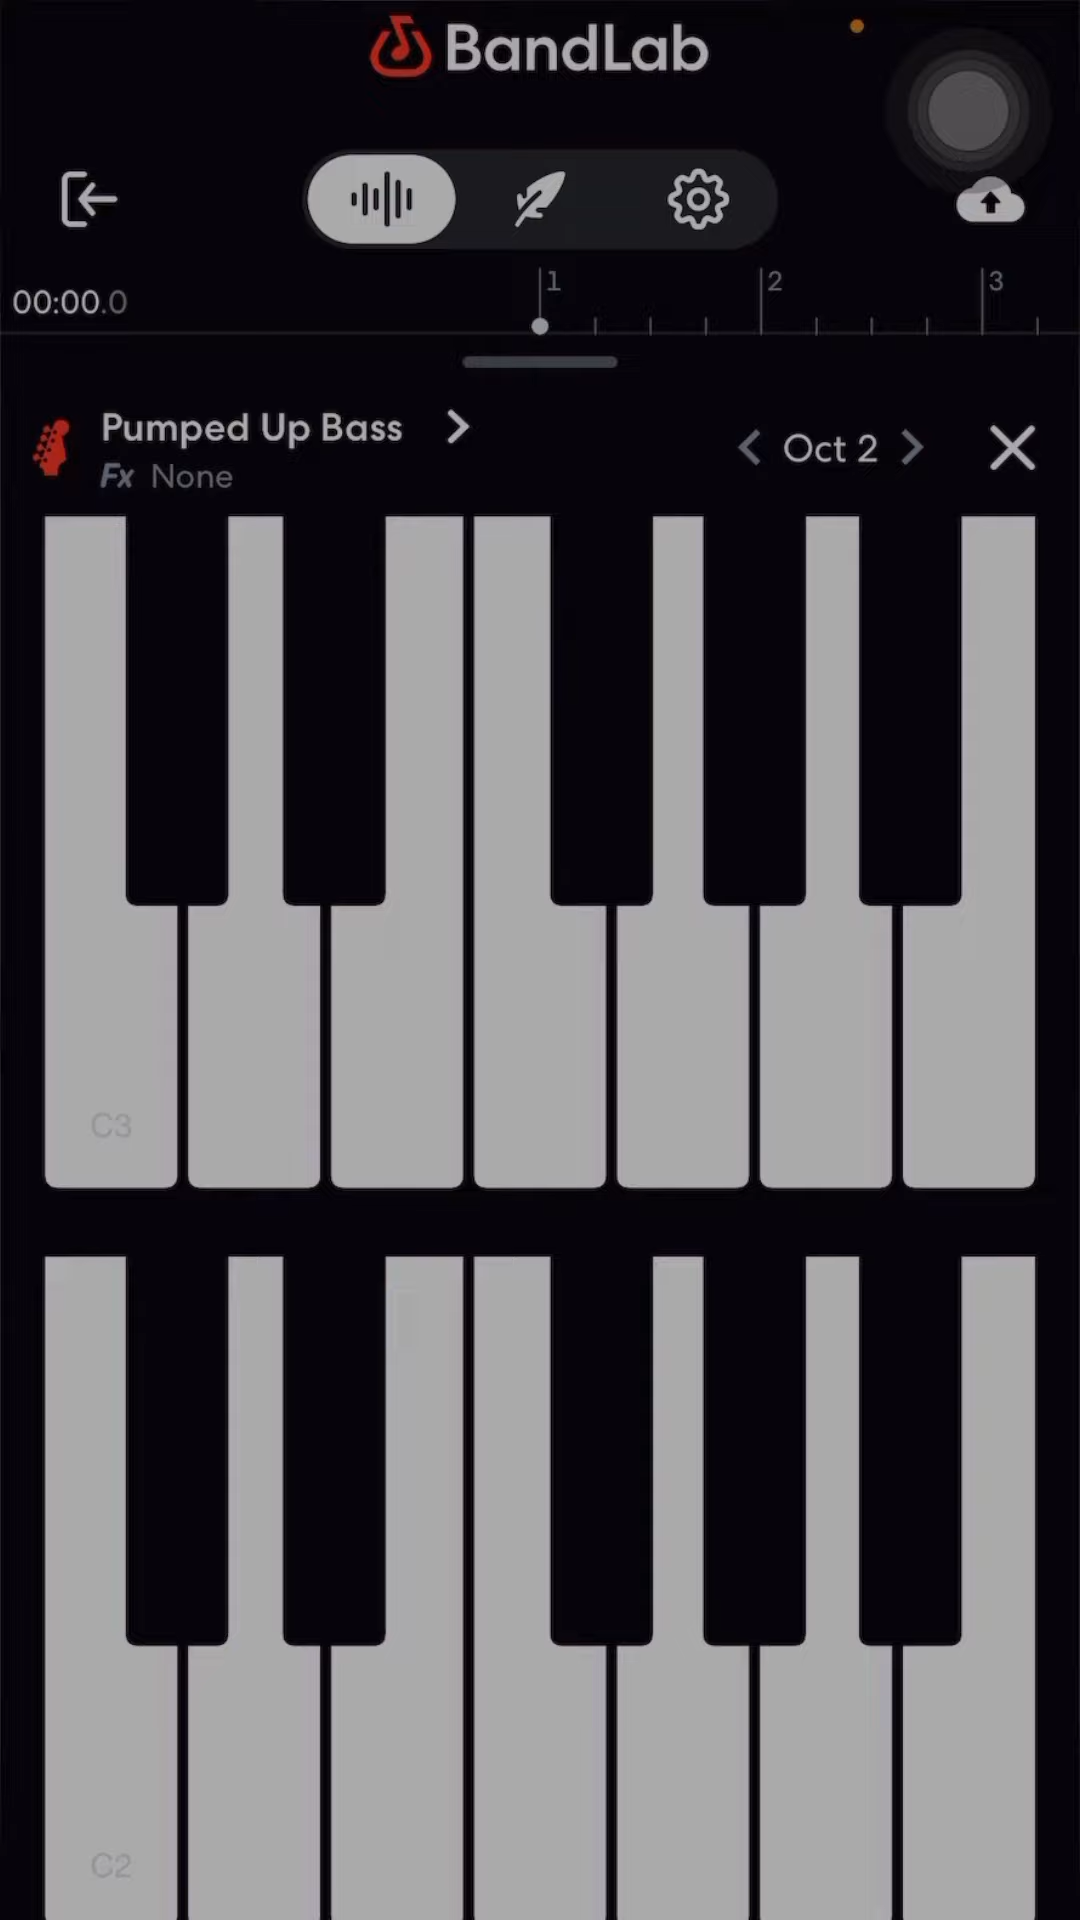 BandLab
00:00.0
1
2
3
Pumped Up Bass
Fx None
Oct 2
C3
C2